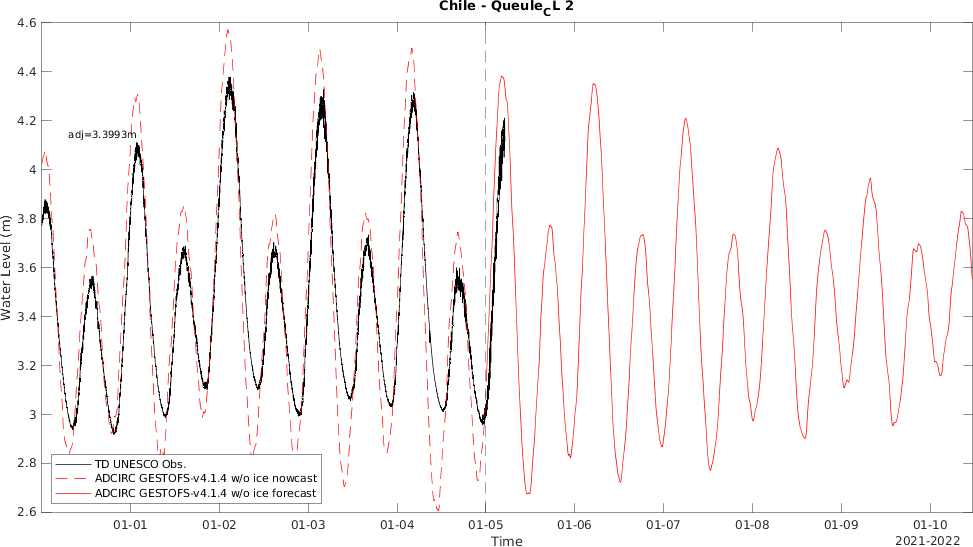 Chile - Queule_CL 2
4.6
4.4
4.2
4
3.8
3.6
3.4
3.2
3
2.8
2.6
Water Level (m)
adj=3.3993m
TD UNESCO Obs.
ADCIRC GESTOFS-v4.1.4 w/o ice nowcast
ADCIRC GESTOFS-v4.1.4 w/o ice forecast
01-01 01-02 01-03 01-04 01-05 01-06 01-07 01-08 01-09 01-10
Time
2021-2022